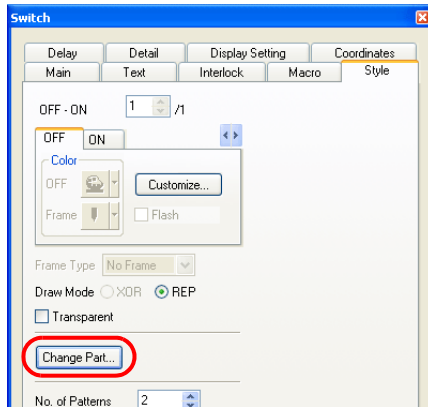 Switch
Delay Detail Display Setting Coordinates
Main Text Interlock Macro Style
OFF - ON 1 /1
OFF ON
Color
OFF Customize...
Frame Flash
Frame Type No Frame
Draw Mode XOR REP
Transparent
Change Part...
No. of Patterns 2